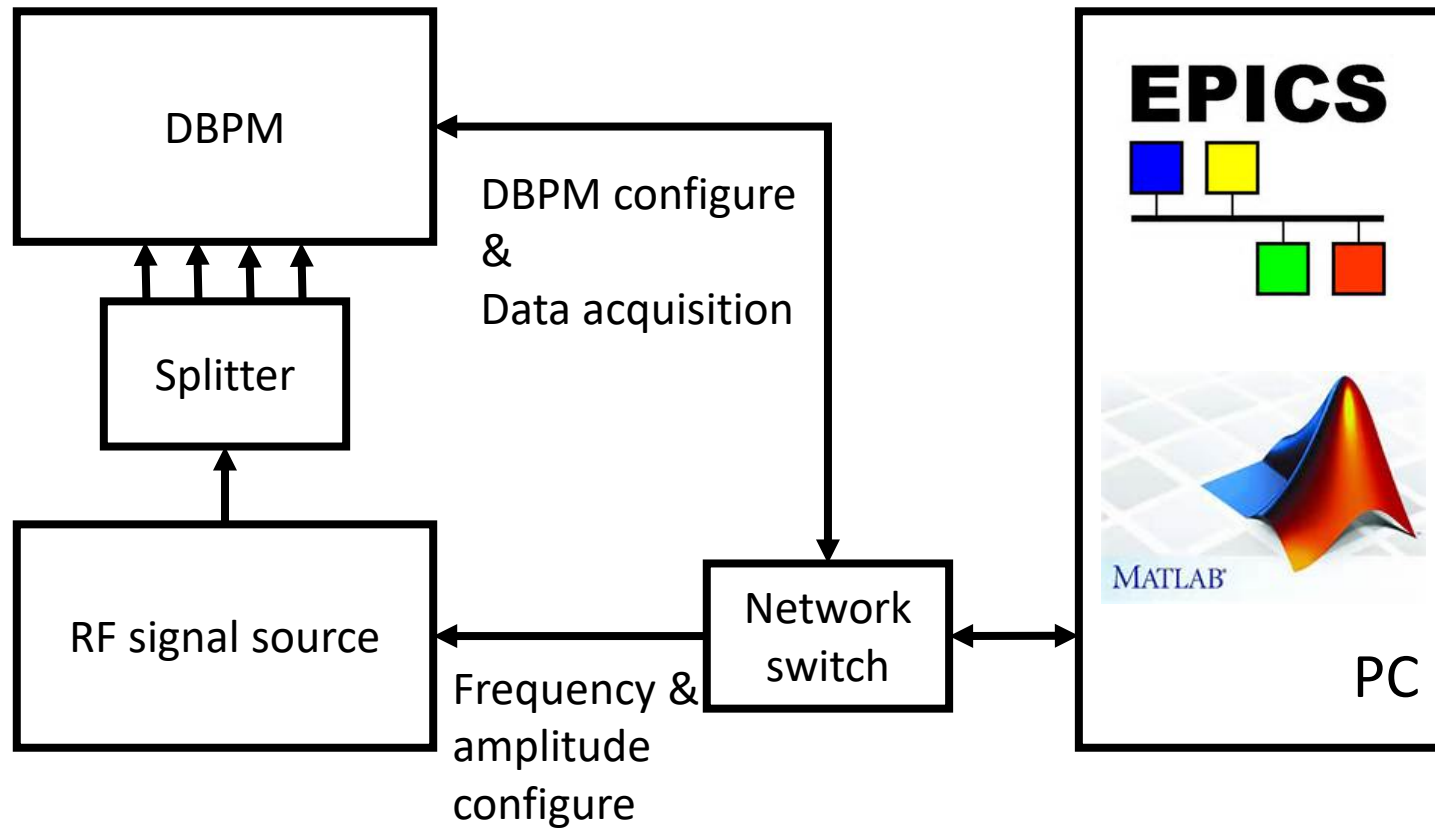 DBPM
EPICS
DBPM configure
&
Data acquisition
Splitter
MATLAB®
RF signal source
Network
switch
PC
Frequency &
amplitude
configure